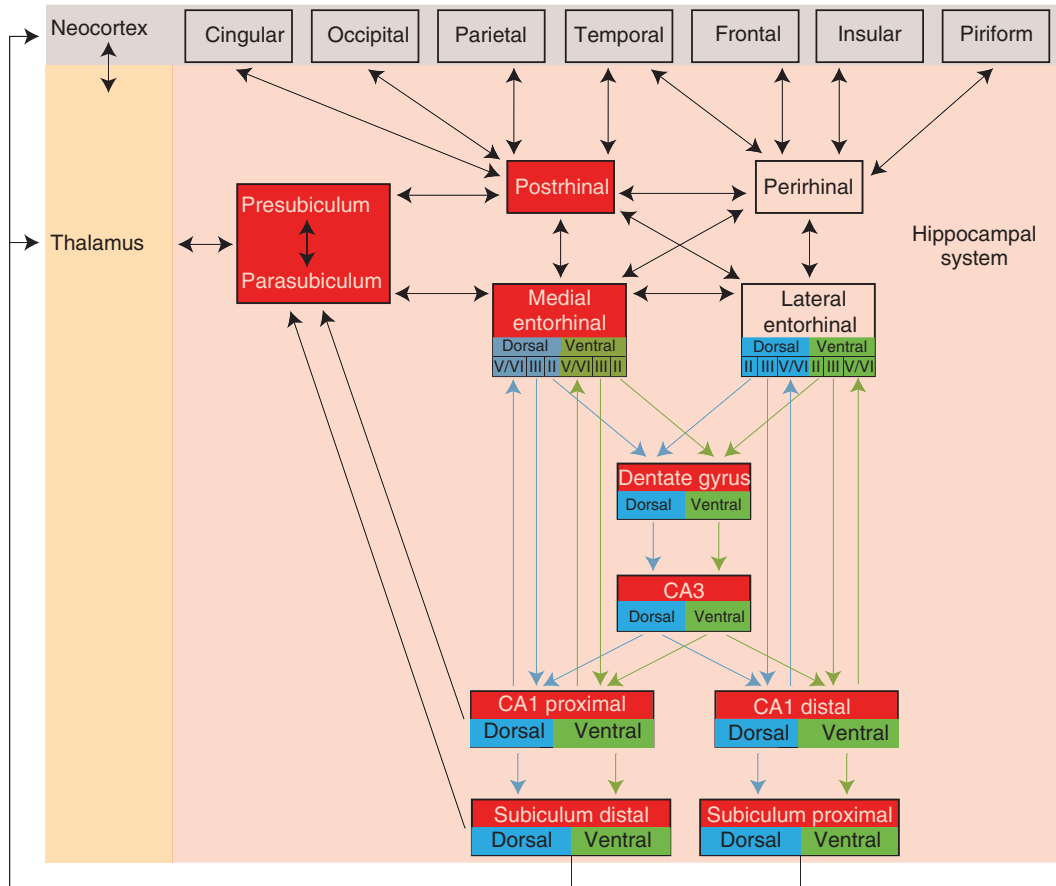 Neocortex
Cingular
Occipital
Parietal
Temporal
Frontal
Insular
Piriform
Postrhinal
Perirhinal
Presubiculum
Parasubiculum
Thalamus
Hippocampal
system
Medial
entorhinal
Dorsal Ventral
V/VI III II V/VI III II
Lateral
entorhinal
Dorsal Ventral
II III V/VI II III V/VI
Dentate gyrus
Dorsal Ventral
CA3
Dorsal Ventral
CA1 proximal
Dorsal Ventral
CA1 distal
Dorsal Ventral
Subiculum distal
Dorsal Ventral
Subiculum proximal
Dorsal Ventral